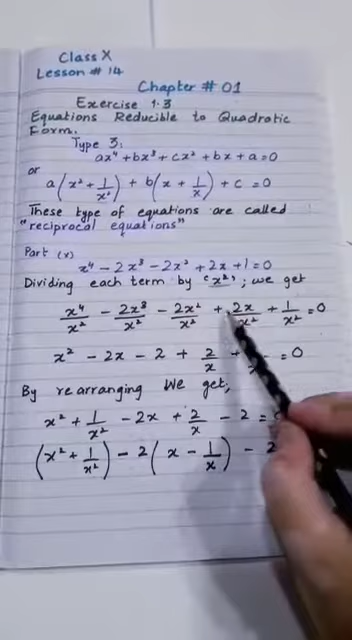 Class X
Lesson # 14
Chapter # 01
Exercise 1.3
Equations Reducible to Quadratic
Form.
Type 3:
ax⁴ + bx³ + cx² + bx + a = 0
or
a(x² + 1/x²) + b(x + 1/x) + c = 0
These type of equations are called
"reciprocal equations"
Part (v)
x⁴ - 2x³ - 2x² + 2x + 1 = 0
Dividing each term by "x²", we get
x⁴/x² - 2x³/x² - 2x²/x² + 2x/x² + 1/x² = 0
x² - 2x - 2 + 2/x + = 0
By rearranging We get,
x² + 1/x² - 2x + 2/x - 2 =
(x² + 1/x²) - 2(x - 1/x) - 2